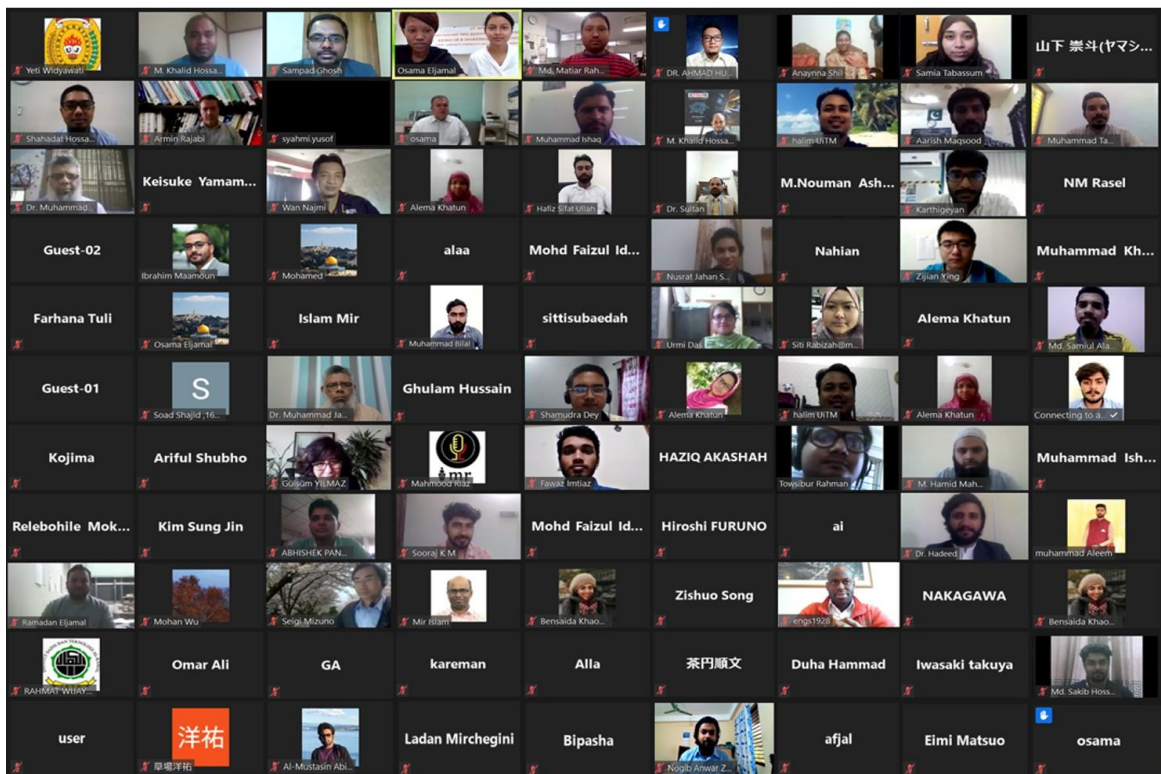 Yeti Widyawati
M. Khalid Hossa...
Sampad Ghosh
Osama Eljamal
Md. Matiar Rah...
DR. AHMAD HU...
Anaynna Shil
Samia Tabassum
山下 崇斗(ヤマシ...
Shahadat Hossa...
Armin Rajabi
syahmi.yusof
osama
Muhammad Ishaq
M. Khalid Hossa...
halim UiTM
Aarish Maqsood
Muhammad Ta...
Dr. Muhammad...
Keisuke Yamam...
Wan Najmi
Alema Khatun
Hafiz Sifat Ullah
Dr. Sultan
M.Nouman Ash...
Karthigeyan
NM Rasel
Guest-02
Ibrahim Maamoun
Mohamed
alaa
Mohd Faizul Id...
Nusrat Jahan S...
Nahian
Zijian Ying
Muhammad Kh...
Farhana Tuli
Osama Eljamal
Islam Mir
Muhammad Bilal
sittisubaedah
Urmi Das
Siti Rabizah@m...
Alema Khatun
Md. Samiul Ala...
Guest-01
S
Soad Shajid ,16...
Dr. Muhammad Ja...
Ghulam Hussain
Shamudra Dey
Alema Khatun
halim UiTM
Alema Khatun
Connecting to a...
Kojima
Ariful Shubho
Gülsüm YILMAZ
mr
Mahmood Riaz
Fawaz Imtiaz
HAZIQ AKASHAH
Towsibur Rahman
M. Hamid Mah...
Muhammad Ish...
Relebohile Mok...
Kim Sung Jin
ABHISHEK PAN...
Sooraj K M
Mohd Faizul Id...
Hiroshi FURUNO
ai
Dr. Hadeed
muhammad Aleem
Ramadan Eljamal
Mohan Wu
Seigi Mizuno
Mir Islam
Bensaida Khao...
Zishuo Song
engs1928
NAKAGAWA
Bensaida Khao...
RAHMAT WIJAY...
Omar Ali
GA
kareman
Alla
茶円順文
Duha Hammad
Iwasaki takuya
Md. Sakib Hoss...
user
洋祐
草場洋祐
Al-Mustasin Abi...
Ladan Mirchegini
Bipasha
Nogib Anwar Z...
afjal
Eimi Matsuo
osama